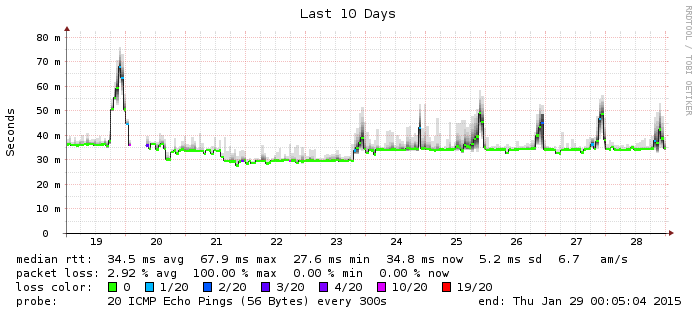 Last 10 Days
RRDTOOL / TOBI OETIKER
Seconds
80 m
70 m
60 m
50 m
40 m
30 m
20 m
10 m
0
19 20 21 22 23 24 25 26 27 28
median rtt: 34.5 ms avg 67.9 ms max 27.6 ms min 34.8 ms now 5.2 ms sd 6.7 am/s
packet loss: 2.92 % avg 100.00 % max 0.00 % min 0.00 % now
loss color: 0 1/20 2/20 3/20 4/20 10/20 19/20
probe: 20 ICMP Echo Pings (56 Bytes) every 300s end: Thu Jan 29 00:05:04 2015